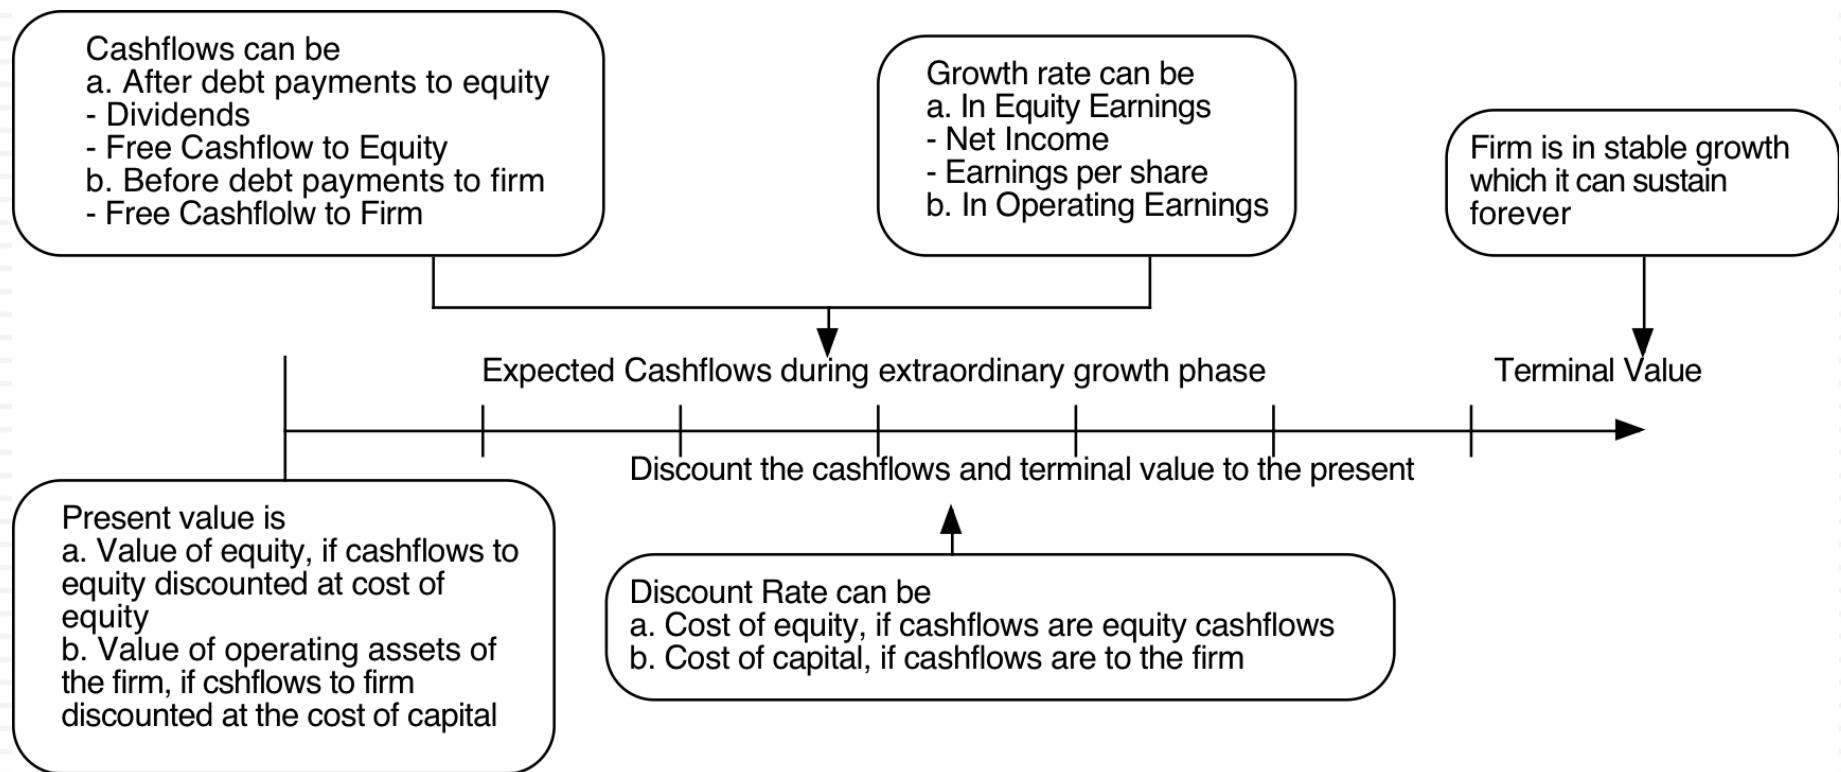 Cashflows can be
a. After debt payments to equity
- Dividends
- Free Cashflow to Equity
b. Before debt payments to firm
- Free Cashflolw to Firm
Growth rate can be
a. In Equity Earnings
- Net Income
- Earnings per share
b. In Operating Earnings
Firm is in stable growth
which it can sustain
forever
Expected Cashflows during extraordinary growth phase
Terminal Value
Discount the cashflows and terminal value to the present
Present value is
a. Value of equity, if cashflows to
equity discounted at cost of
equity
b. Value of operating assets of
the firm, if cshflows to firm
discounted at the cost of capital
Discount Rate can be
a. Cost of equity, if cashflows are equity cashflows
b. Cost of capital, if cashflows are to the firm